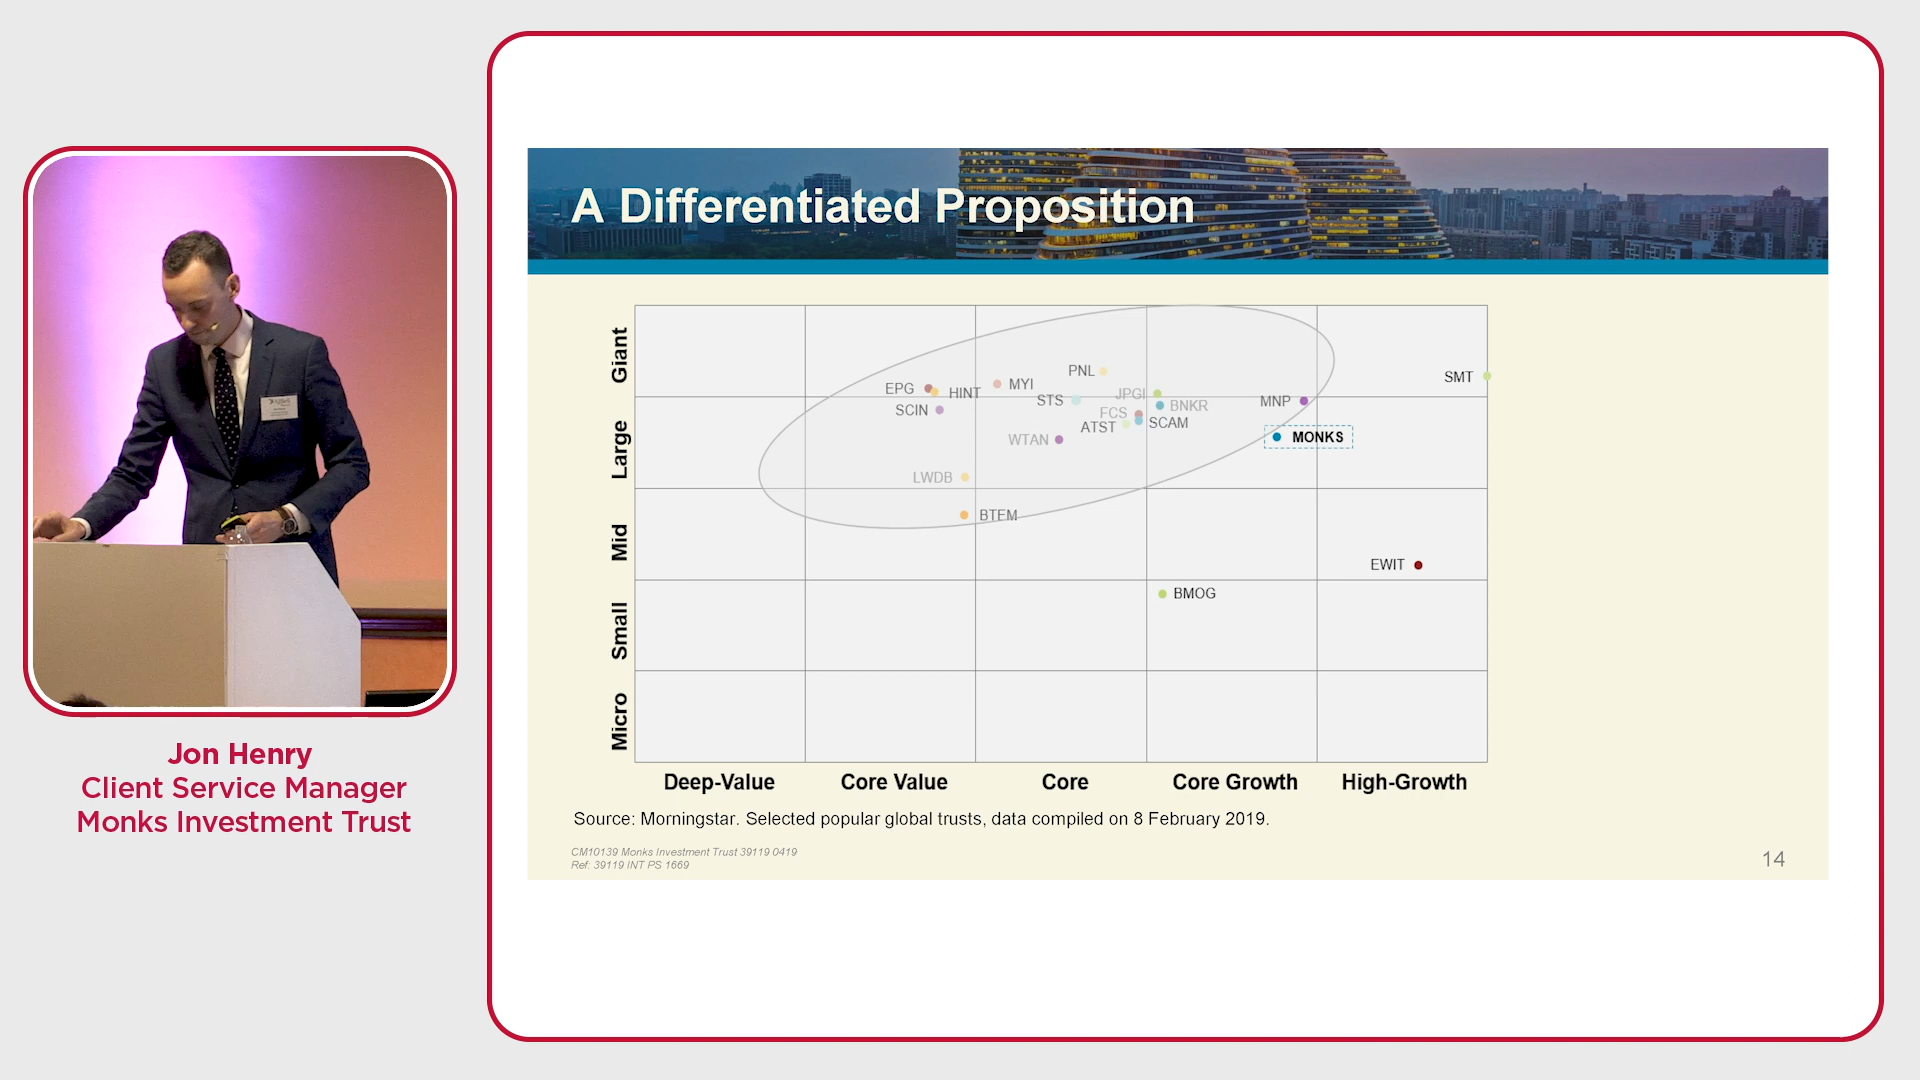 Jon Henry
Client Service Manager
Monks Investment Trust
A Differentiated Proposition
Giant
Large
Mid
Small
Micro
SMT
PNL
EPG
HINT
MYI
JPGI
STS
MNP
BNKR
SCIN
FCS
SCAM
ATST
MONKS
WTAN
LWDB
BTEM
EWIT
BMOG
Deep-Value Core Value Core Core Growth High-Growth
Source: Morningstar. Selected popular global trusts, data compiled on 8 February 2019.
CM10139 Monks Investment Trust 39119 0419
Ref: 39119 INT PS 1669
14